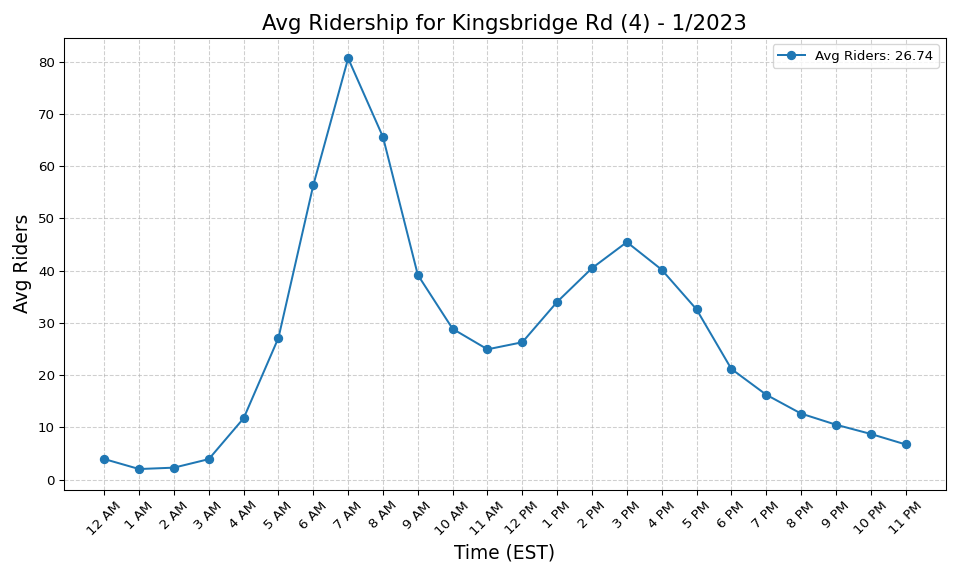 Avg Ridership for Kingsbridge Rd (4) - 1/2023
Avg Riders: 26.74
Avg Riders
80
70
60
50
40
30
20
10
0
12 AM 1 AM 2 AM 3 AM 4 AM 5 AM 6 AM 7 AM 8 AM 9 AM 10 AM 11 AM 12 PM 1 PM 2 PM 3 PM 4 PM 5 PM 6 PM 7 PM 8 PM 9 PM 10 PM 11 PM
Time (EST)